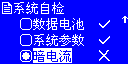 系统自检
数据电池 ✓
系统参数 ✓
暗电流 ✕